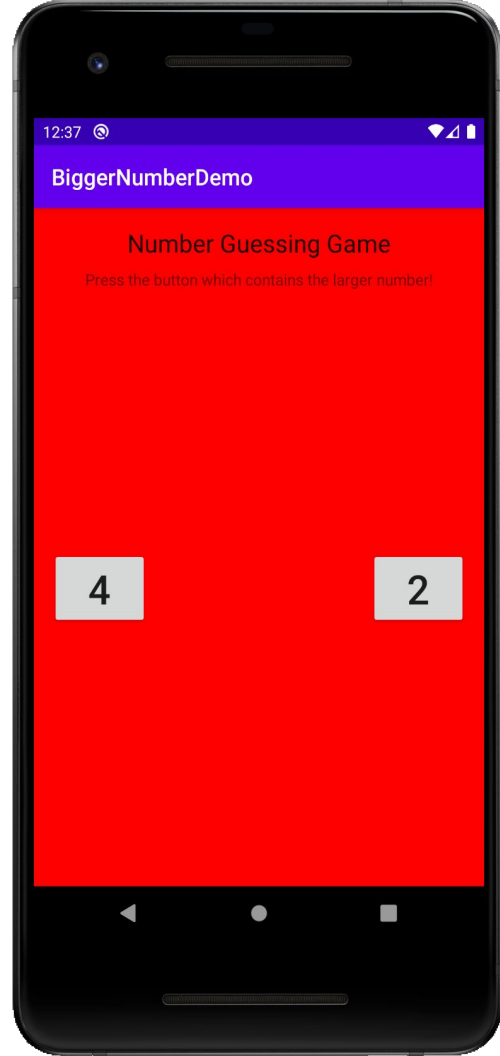 12:37
BiggerNumberDemo
Number Guessing Game
Press the button which contains the larger number!
4 2